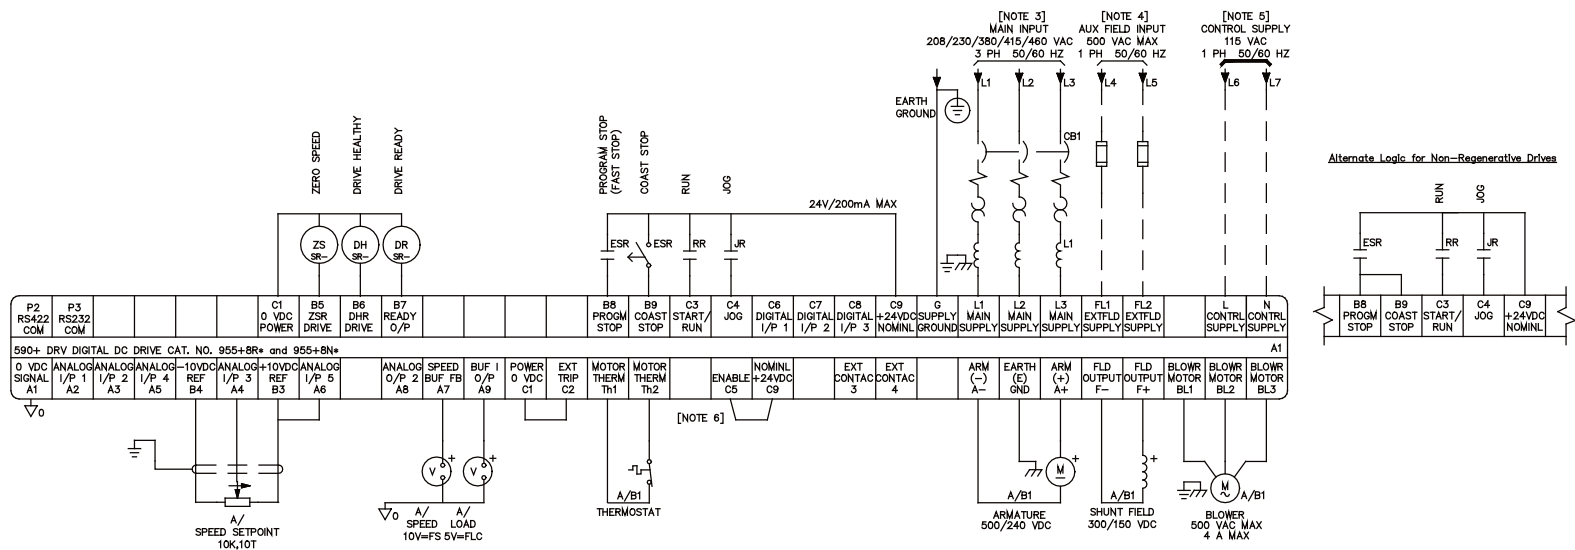 [NOTE 3]
MAIN INPUT
208/230/380/415/460 VAC
3 PH 50/60 HZ
[NOTE 4]
AUX FIELD INPUT
500 VAC MAX
1 PH 50/60 HZ
[NOTE 5]
CONTROL SUPPLY
115 VAC
1 PH 50/60 HZ
L1
L2
L3
L4
L5
L6
L7
EARTH
GROUND
CB1
L1
ZERO SPEED
DRIVE HEALTHY
DRIVE READY
PROGRAM STOP
(FAST STOP)
COAST STOP
RUN
JOG
24V/200mA MAX
ZS
SR-
DH
SR-
DR
SR-
ESR
ESR
RR
JR
Alternate Logic for Non-Regenerative Drives
RUN
JOG
ESR
RR
JR
P2
RS422
COM
P3
RS232
COM
C1
0 VDC
POWER
B5
ZSR
DRIVE
B6
DHR
DRIVE
B7
READY
O/P
B8
PROGM
STOP
B9
COAST
STOP
C3
START/
RUN
C4
JOG
C6
DIGITAL
I/P 1
C7
DIGITAL
I/P 2
C8
DIGITAL
I/P 3
C9
+24VDC
NOMINL
G
SUPPLY
GROUND
L1
MAIN
SUPPLY
L2
MAIN
SUPPLY
L3
MAIN
SUPPLY
FL1
EXTFLD
SUPPLY
FL2
EXTFLD
SUPPLY
L
CONTRL
SUPPLY
N
CONTRL
SUPPLY
B8
PROGM
STOP
B9
COAST
STOP
C3
START/
RUN
C4
JOG
C9
+24VDC
NOMINL
590+ DRV DIGITAL DC DRIVE CAT. NO. 955+8R* and 955+8N*
A1
0 VDC
SIGNAL
A1
ANALOG
I/P 1
A2
ANALOG
I/P 2
A3
ANALOG
I/P 4
A5
-10VDC
REF
B4
ANALOG
I/P 3
A4
+10VDC
REF
B3
ANALOG
I/P 5
A6
ANALOG
O/P 2
A8
SPEED
BUF FB
A7
BUF I
O/P
A9
POWER
0 VDC
C1
EXT
TRIP
C2
MOTOR
THERM
Th1
MOTOR
THERM
Th2
ENABLE
C5
NOMINL
+24VDC
C9
EXT
CONTAC
3
EXT
CONTAC
4
ARM
(-)
A-
EARTH
(E)
GND
ARM
(+)
A+
FLD
OUTPUT
F-
FLD
OUTPUT
F+
BLOWR
MOTOR
BL1
BLOWR
MOTOR
BL2
BLOWR
MOTOR
BL3
0
[NOTE 6]
A/
SPEED SETPOINT
10K,10T
V
+
V
+
0
A/
SPEED
10V=FS
A/
LOAD
5V=FLC
A/B1
THERMOSTAT
M
+
A/B1
ARMATURE
500/240 VDC
+
A/B1
SHUNT FIELD
300/150 VDC
M
~
A/B1
BLOWER
500 VAC MAX
4 A MAX